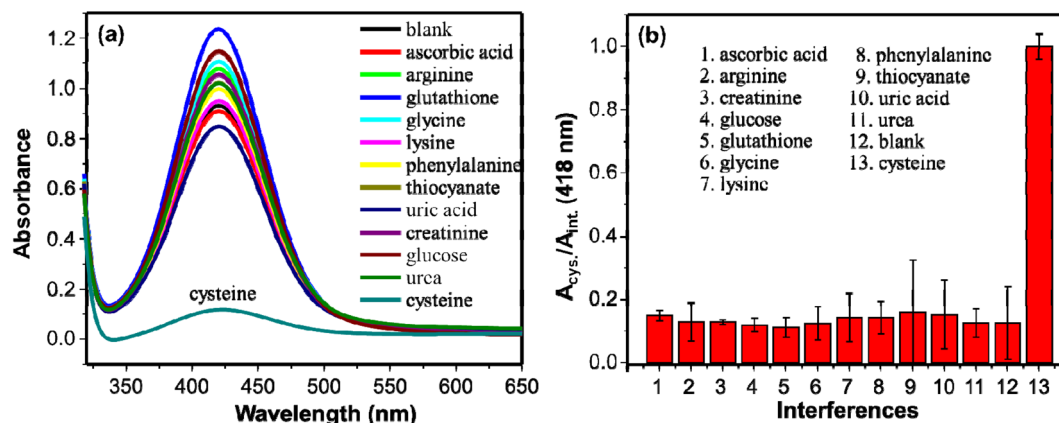 (a)
blank
ascorbic acid
arginine
glutathione
glycine
lysine
phenylalanine
thiocyanate
uric acid
creatinine
glucose
urca
cysteine
cysteine
Absorbance
1.2
1.0
0.8
0.6
0.4
0.2
0.0
350 400 450 500 550 600 650
Wavelength (nm)
(b)
1. ascorbic acid
2. arginine
3. creatinine
4. glucose
5. glutathione
6. glycine
7. lysinc
8. phcnylalaninc
9. thiocyanate
10. uric acid
11. urca
12. blank
13. cysteine
A cys./A int. (418 nm)
1.0
0.8
0.6
0.4
0.2
0.0
1 2 3 4 5 6 7 8 9 10 11 12 13
Interferences